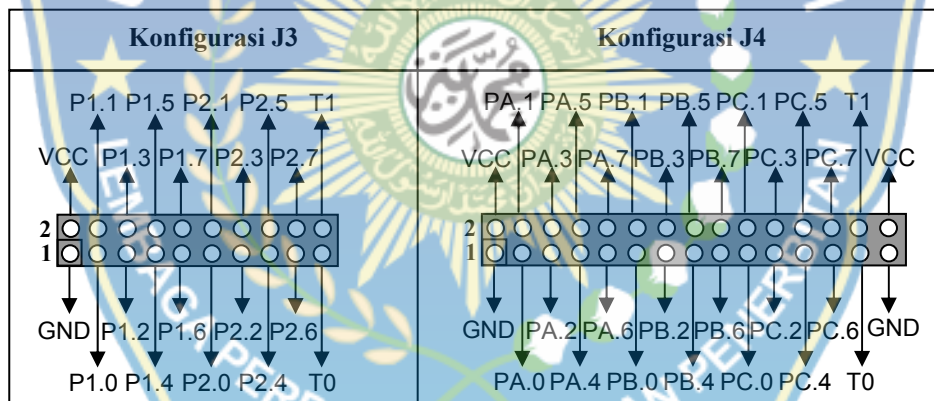 Konfigurasi J3
P1.1 P1.5 P2.1 P2.5 T1
VCC P1.3 P1.7 P2.3 P2.7
2
1
GND P1.2 P1.6 P2.2 P2.6
P1.0 P1.4 P2.0 P2.4 T0
Konfigurasi J4
PA.1 PA.5 PB.1 PB.5 PC.1 PC.5 T1
VCC PA.3 PA.7 PB.3 PB.7 PC.3 PC.7 VCC
2
1
GND PA.2 PA.6 PB.2 PB.6 PC.2 PC.6 GND
PA.0 PA.4 PB.0 PB.4 PC.0 PC.4 T0